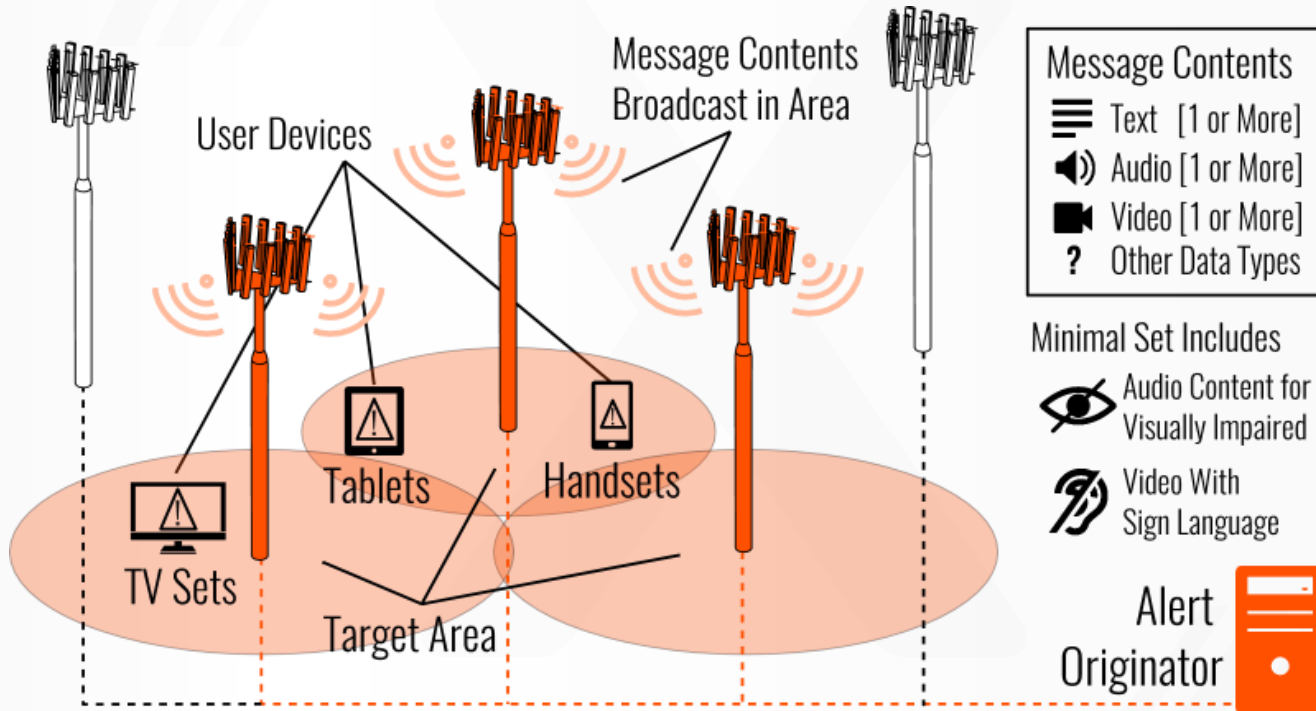 User Devices
Message Contents
Broadcast in Area
Tablets
Handsets
TV Sets
Target Area
Message Contents
Text [1 or More]
Audio [1 or More]
Video [1 or More]
? Other Data Types
Minimal Set Includes
Audio Content for
Visually Impaired
Video With
Sign Language
Alert
Originator